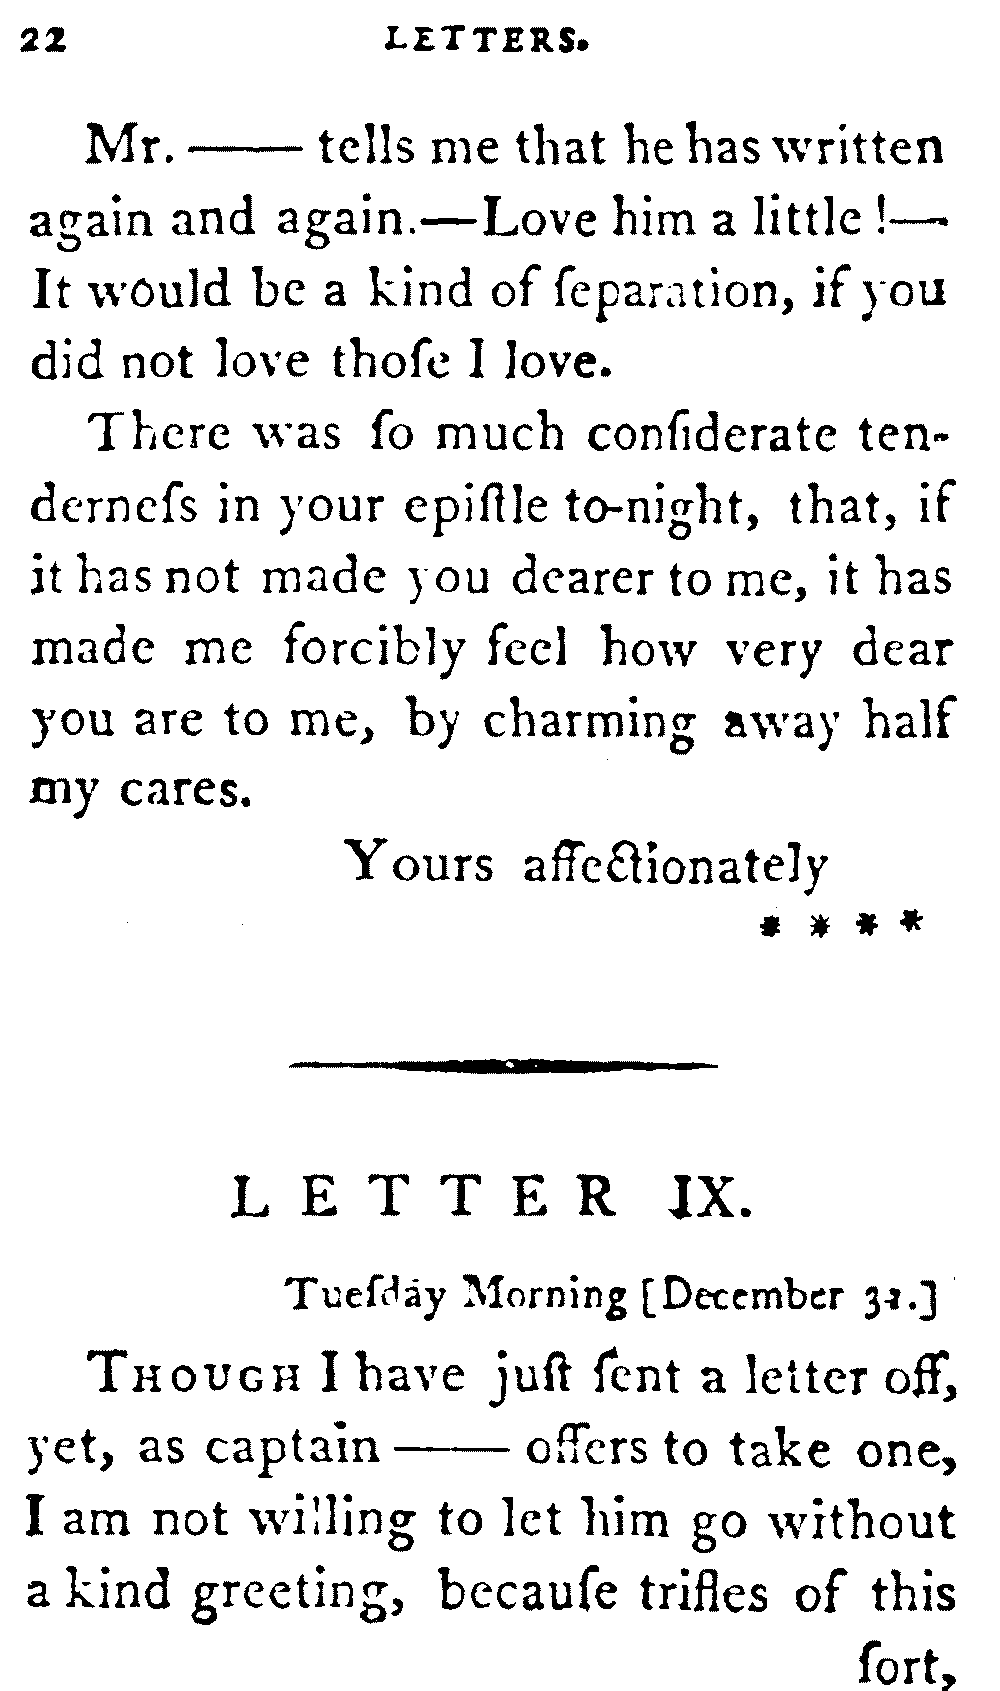 22 LETTERS.
Mr. —— tells me that he has written
again and again.—Love him a little !—
It would be a kind of ſeparation, if you
did not love thoſe I love.
There was ſo much conſiderate ten-
derneſs in your epiſtle to-night, that, if
it has not made you dearer to me, it has
made me forcibly feel how very dear
you are to me, by charming away half
my cares.
Yours affectionately
* * * *
LETTER IX.
Tueſday Morning [December 31.]
THOUGH I have juſt ſent a letter off,
yet, as captain —— offers to take one,
I am not willing to let him go without
a kind greeting, becauſe trifles of this
ſort,